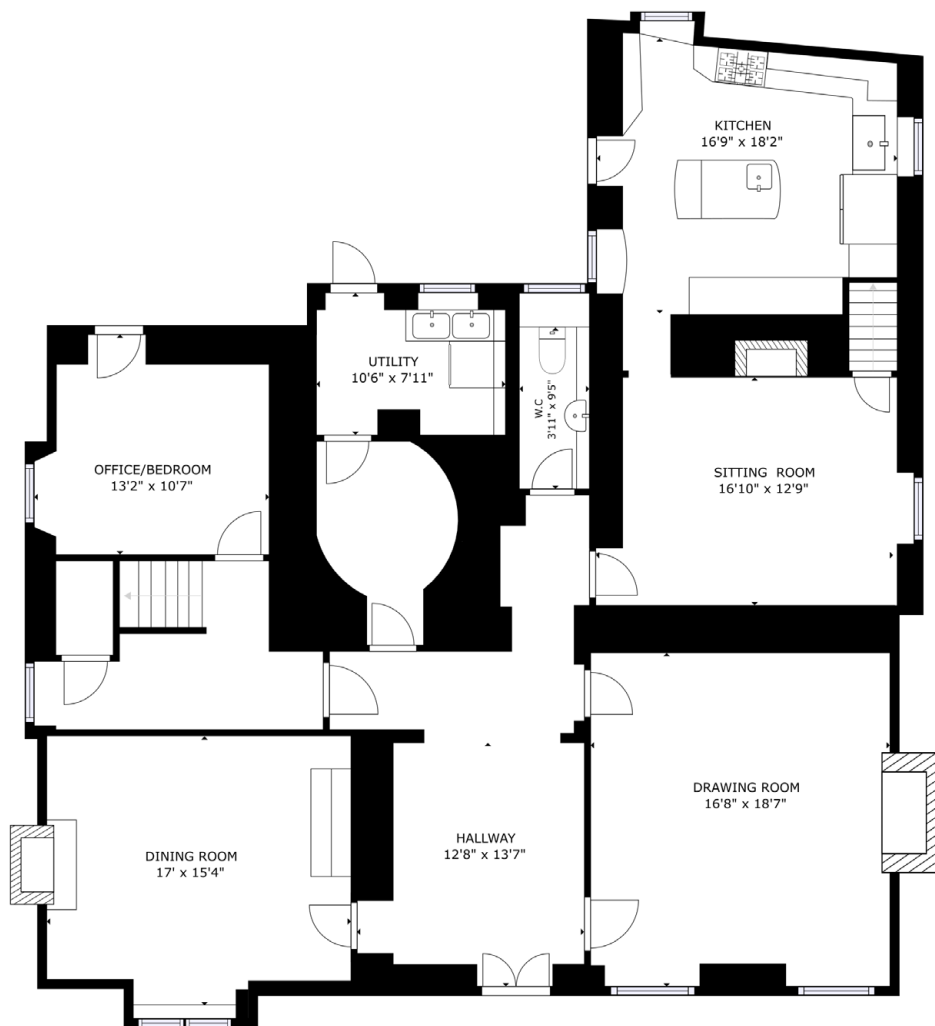 KITCHEN
16'9" x 18'2"
UTILITY
10'6" x 7'11"
W.C
3'11" x 9'5"
OFFICE/BEDROOM
13'2" x 10'7"
SITTING ROOM
16'10" x 12'9"
DRAWING ROOM
16'8" x 18'7"
HALLWAY
12'8" x 13'7"
DINING ROOM
17' x 15'4"